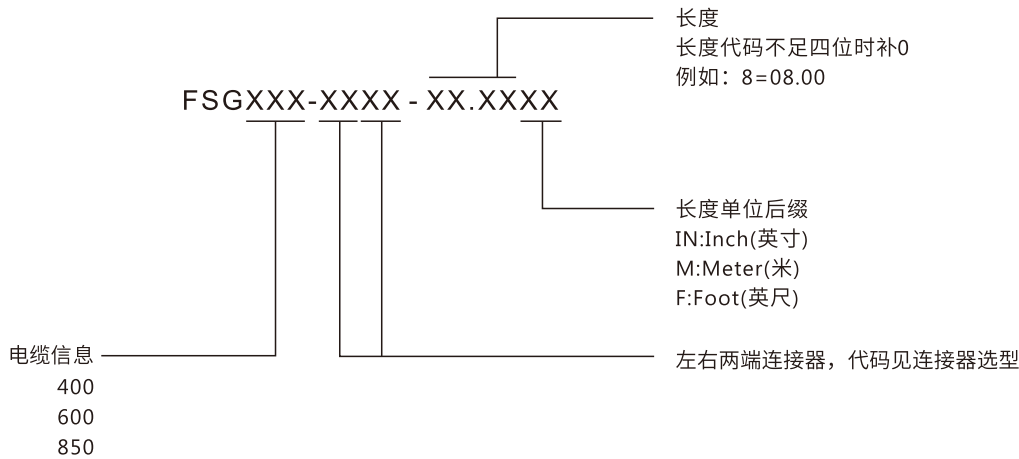 长度
长度代码不足四位时补0
例如：8=08.00
FSGXXX-XXXX - XX.XXXX
长度单位后缀
IN:Inch(英寸)
M:Meter(米)
F:Foot(英尺)
电缆信息
400
600
850
左右两端连接器，代码见连接器选型